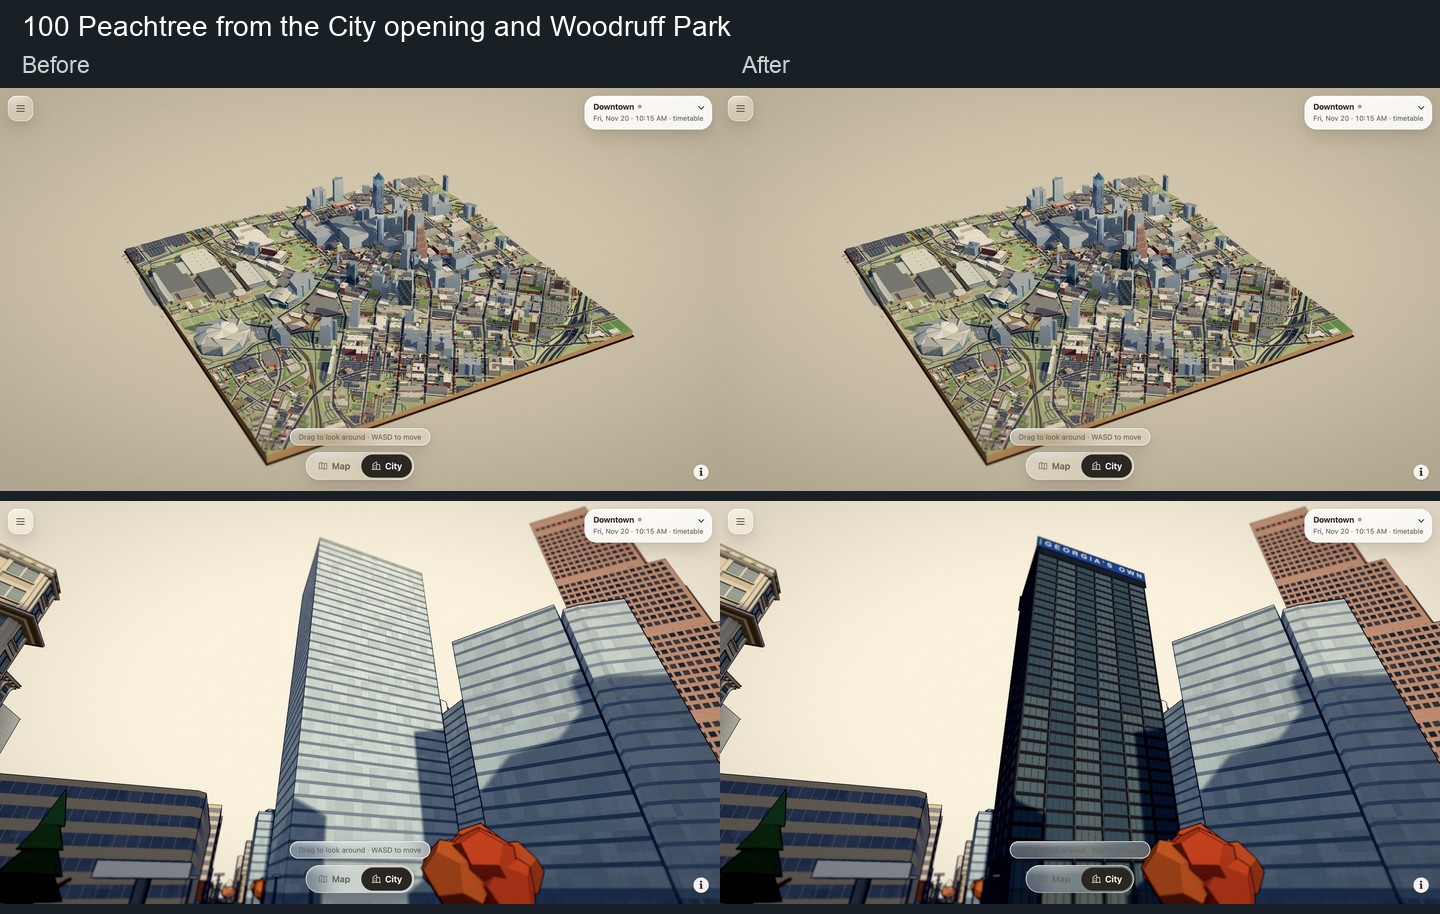 100 Peachtree from the City opening and Woodruff Park
Before
After
Downtown
Fri, Nov 20 · 10:15 AM · timetable
Downtown
Fri, Nov 20 · 10:15 AM · timetable
Drag to look around · WASD to move
Map
City
Drag to look around · WASD to move
Map
City
Downtown
Fri, Nov 20 · 10:15 AM · timetable
Downtown
Fri, Nov 20 · 10:15 AM · timetable
GEORGIA'S OWN
Drag to look around · WASD to move
Map
City
Map
City